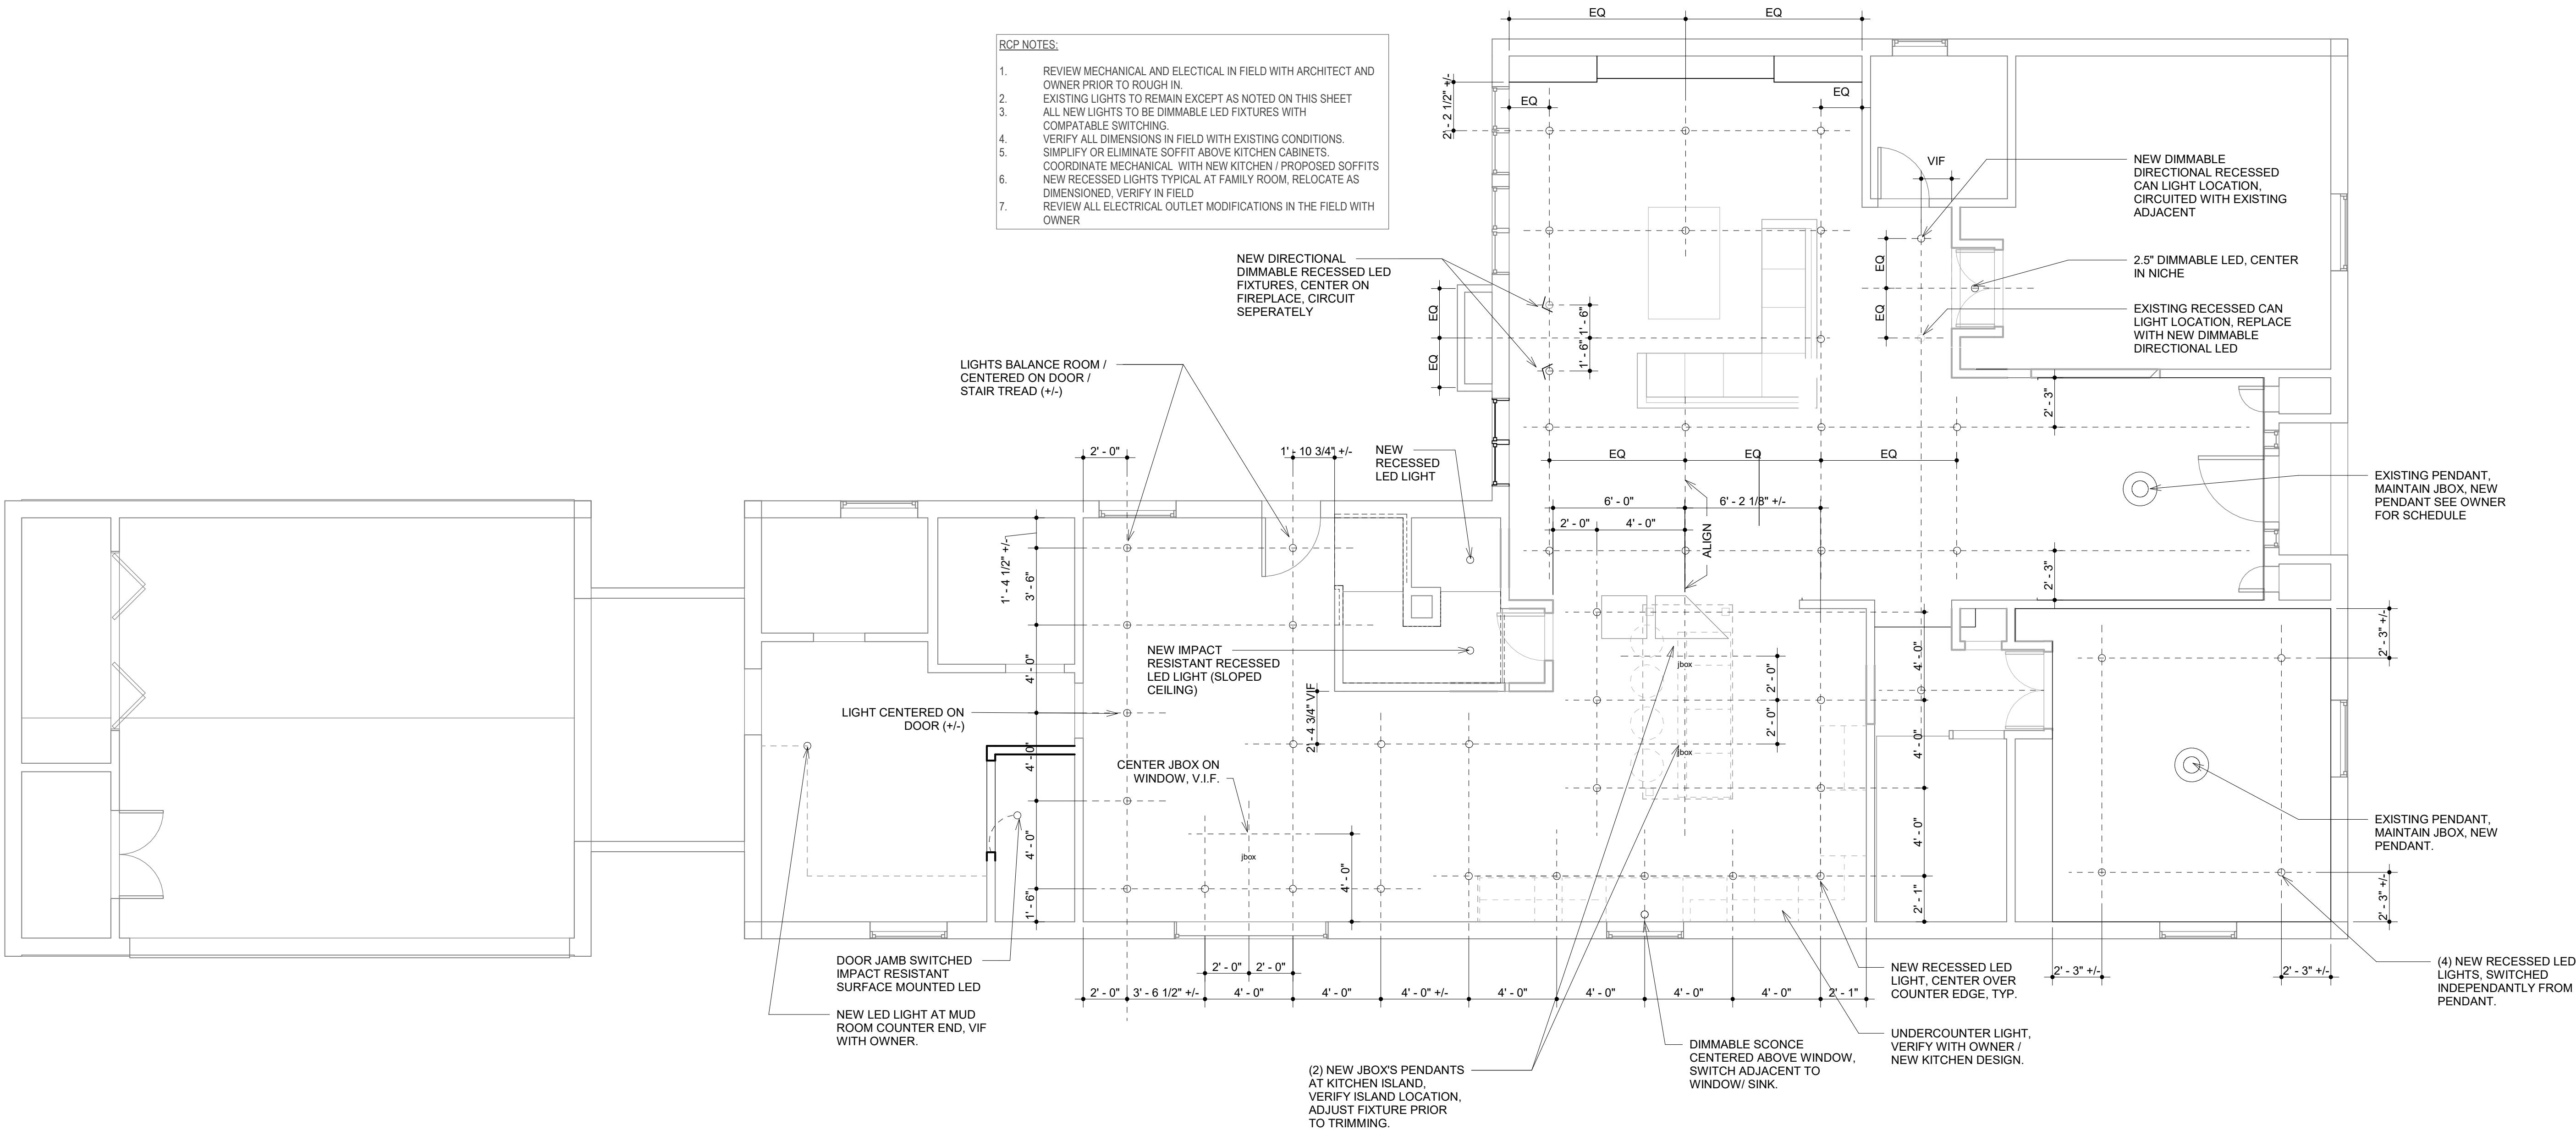 RCP NOTES:
1. REVIEW MECHANICAL AND ELECTICAL IN FIELD WITH ARCHITECT AND
OWNER PRIOR TO ROUGH IN.
2. EXISTING LIGHTS TO REMAIN EXCEPT AS NOTED ON THIS SHEET
3. ALL NEW LIGHTS TO BE DIMMABLE LED FIXTURES WITH
COMPATABLE SWITCHING.
4. VERIFY ALL DIMENSIONS IN FIELD WITH EXISTING CONDITIONS.
5. SIMPLIFY OR ELIMINATE SOFFIT ABOVE KITCHEN CABINETS.
COORDINATE MECHANICAL WITH NEW KITCHEN / PROPOSED SOFFITS
6. NEW RECESSED LIGHTS TYPICAL AT FAMILY ROOM, RELOCATE AS
DIMENSIONED, VERIFY IN FIELD
7. REVIEW ALL ELECTRICAL OUTLET MODIFICATIONS IN THE FIELD WITH
OWNER
EQ
EQ
2' - 2 1/2" +/-
EQ
EQ
VIF
NEW DIMMABLE
DIRECTIONAL RECESSED
CAN LIGHT LOCATION,
CIRCUITED WITH EXISTING
ADJACENT
2.5" DIMMABLE LED, CENTER
IN NICHE
EXISTING RECESSED CAN
LIGHT LOCATION, REPLACE
WITH NEW DIMMABLE
DIRECTIONAL LED
NEW DIRECTIONAL
DIMMABLE RECESSED LED
FIXTURES, CENTER ON
FIREPLACE, CIRCUIT
SEPERATELY
EQ
EQ
1' - 6"
1' - 6"
EQ
EQ
LIGHTS BALANCE ROOM /
CENTERED ON DOOR /
STAIR TREAD (+/-)
2' - 3"
2' - 0"
1' - 10 3/4" +/-
NEW
RECESSED
LED LIGHT
EQ
EQ
EQ
6' - 0"
6' - 2 1/8" +/-
2' - 0"
4' - 0"
ALIGN
EXISTING PENDANT,
MAINTAIN JBOX, NEW
PENDANT SEE OWNER
FOR SCHEDULE
1' - 4 1/2" +/-
3' - 6"
2' - 3"
2' - 3" +/-
NEW IMPACT
RESISTANT RECESSED
LED LIGHT (SLOPED
CEILING)
jbox
4' - 0"
4' - 0"
2' - 0"
2' - 0"
LIGHT CENTERED ON
DOOR (+/-)
2' - 4 3/4" VIF
4' - 0"
4' - 0"
jbox
CENTER JBOX ON
WINDOW, V.I.F.
jbox
4' - 0"
4' - 0"
4' - 0"
1' - 6"
2' - 1"
EXISTING PENDANT,
MAINTAIN JBOX, NEW
PENDANT.
2' - 3" +/-
DOOR JAMB SWITCHED
IMPACT RESISTANT
SURFACE MOUNTED LED
NEW LED LIGHT AT MUD
ROOM COUNTER END, VIF
WITH OWNER.
2' - 0"
2' - 0"
2' - 0"
3' - 6 1/2" +/-
4' - 0"
4' - 0"
4' - 0" +/-
4' - 0"
4' - 0"
4' - 0"
4' - 0"
2' - 1"
NEW RECESSED LED
LIGHT, CENTER OVER
COUNTER EDGE, TYP.
2' - 3" +/-
2' - 3" +/-
(4) NEW RECESSED LED
LIGHTS, SWITCHED
INDEPENDANTLY FROM
PENDANT.
UNDERCOUNTER LIGHT,
VERIFY WITH OWNER /
NEW KITCHEN DESIGN.
DIMMABLE SCONCE
CENTERED ABOVE WINDOW,
SWITCH ADJACENT TO
WINDOW/ SINK.
(2) NEW JBOX'S PENDANTS
AT KITCHEN ISLAND,
VERIFY ISLAND LOCATION,
ADJUST FIXTURE PRIOR
TO TRIMMING.